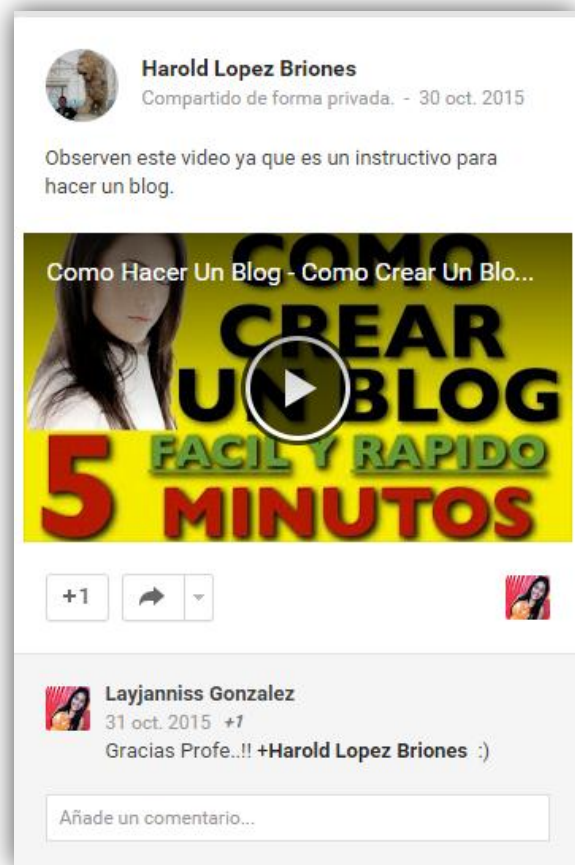 Harold Lopez Briones
Compartido de forma privada. - 30 oct. 2015
Observen este video ya que es un instructivo para
hacer un blog.
Como Hacer Un Blog - Como Crear Un Blo...
COMO
CREAR
UN BLOG
5 FACIL Y RAPIDO
MINUTOS
+1
Layjanniss Gonzalez
31 oct. 2015 +1
Gracias Profe..!! +Harold Lopez Briones :)
Añade un comentario...